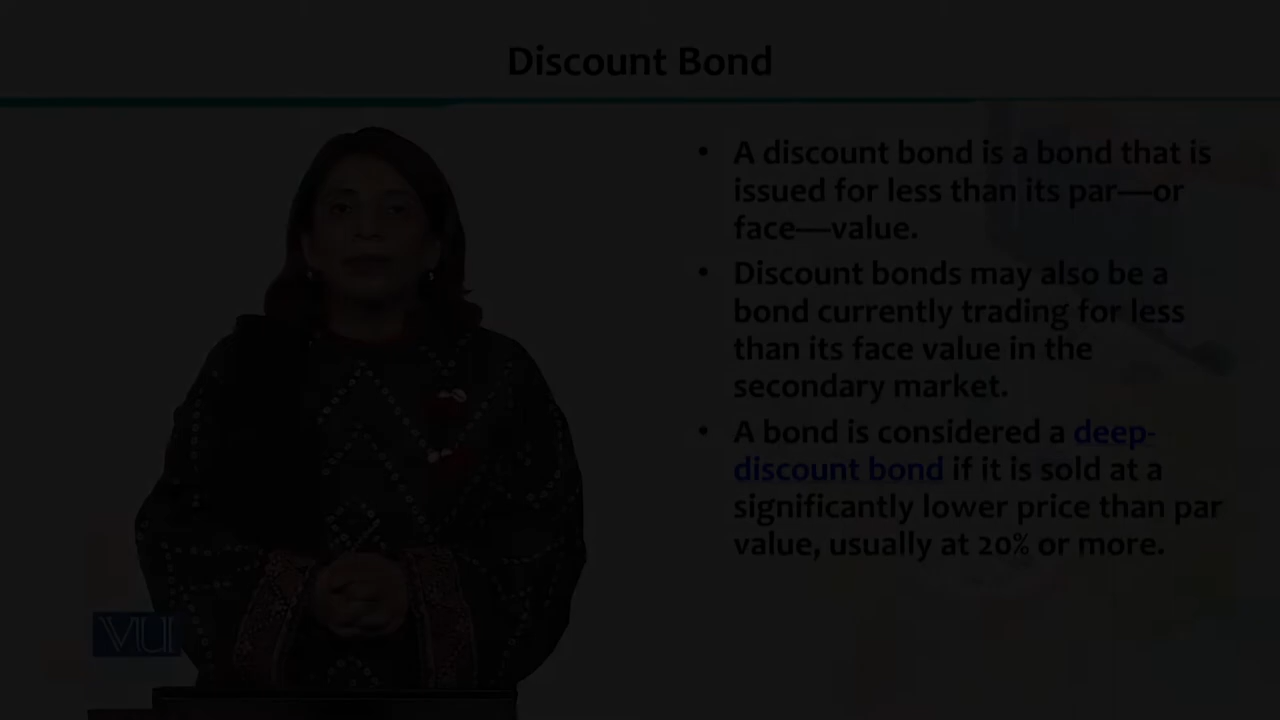 Discount Bond
• A discount bond is a bond that is
issued for less than its par—or
face—value.
• Discount bonds may also be a
bond currently trading for less
than its face value in the
secondary market.
• A bond is considered a deep-
discount bond if it is sold at a
significantly lower price than par
value, usually at 20% or more.
VU